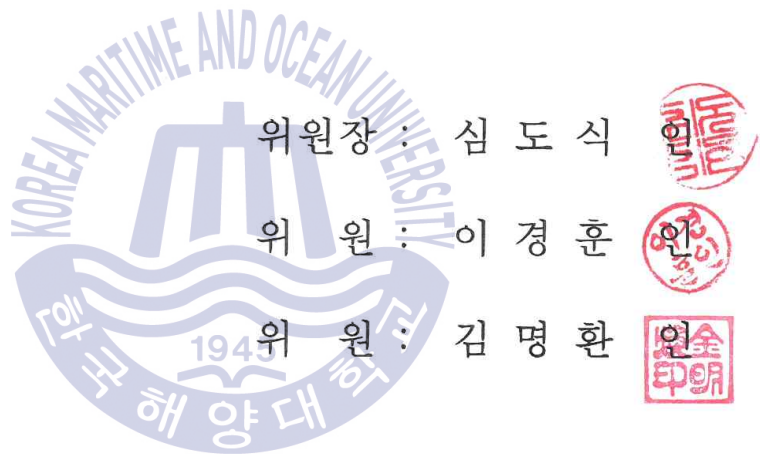 KOREA MARITIME AND OCEAN UNIVERSITY
위원장 : 심 도 식 인
위 원 : 이 경 훈 인
위 원 : 김 명 환 인
1945
한국해양대학교